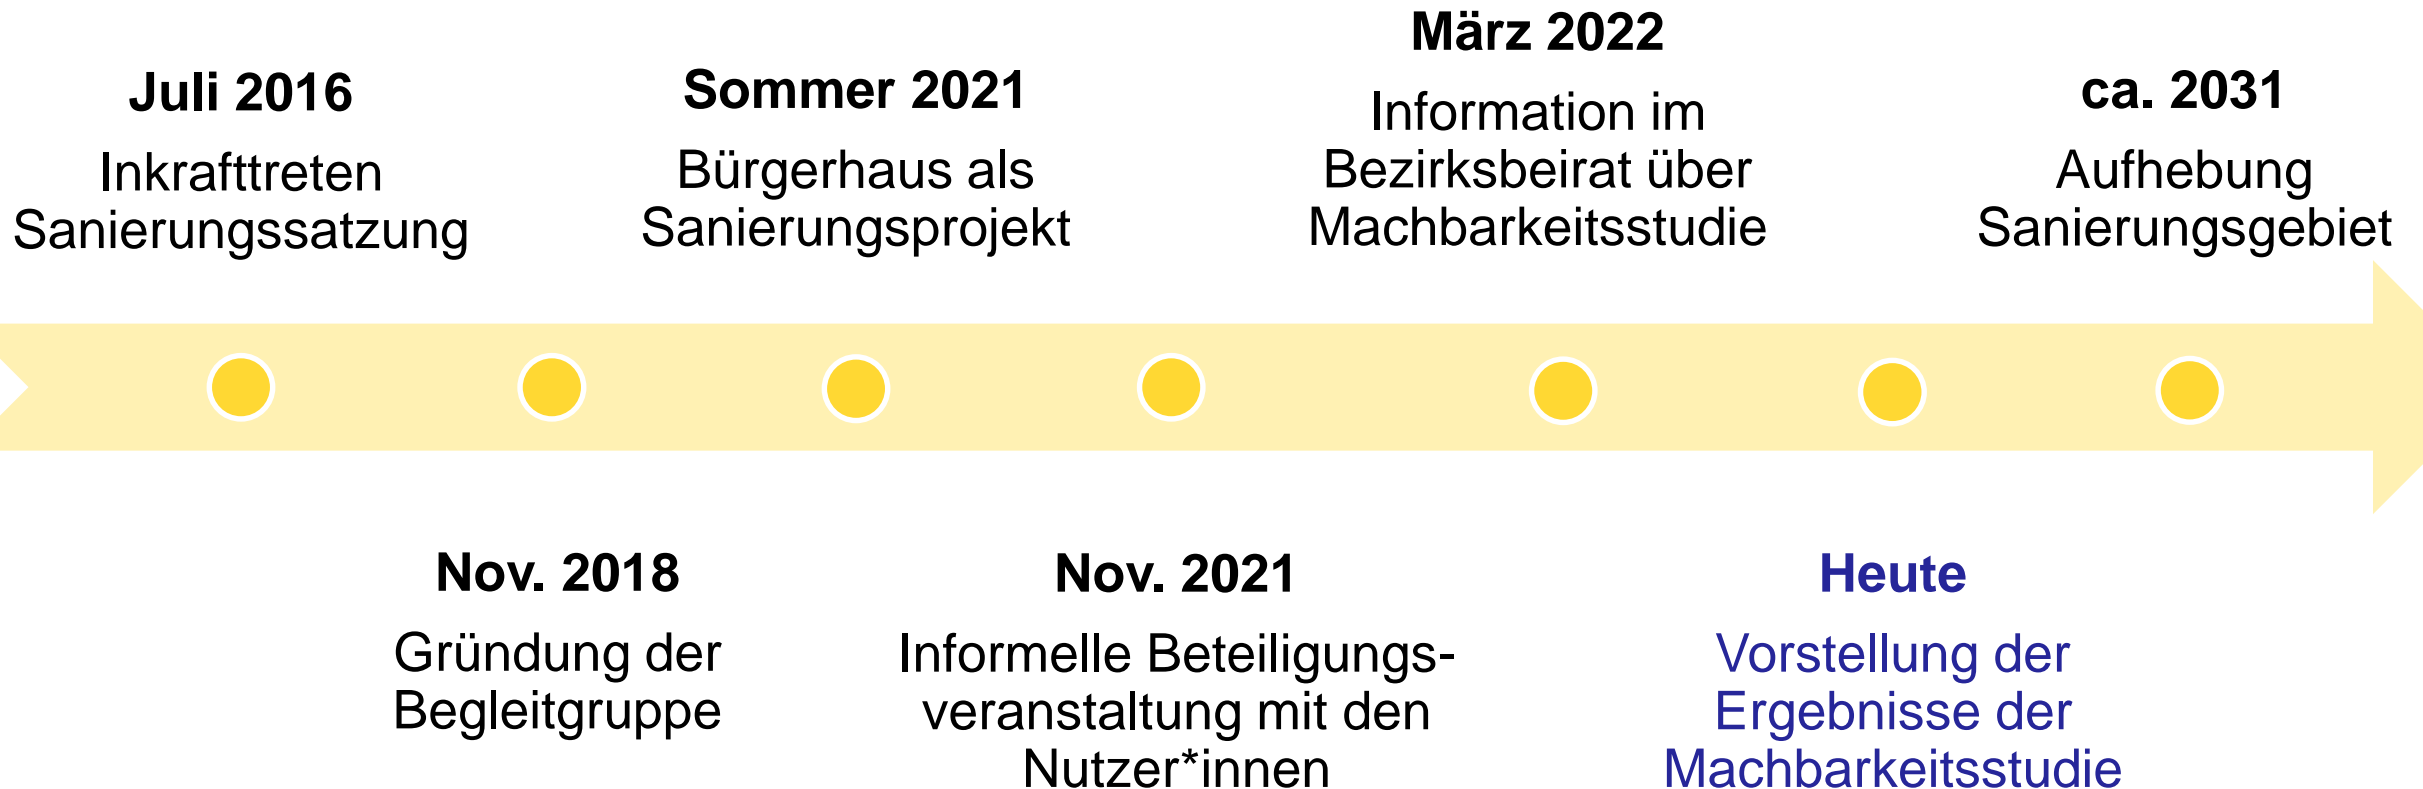 Juli 2016
Inkrafttreten
Sanierungssatzung
Nov. 2018
Gründung der
Begleitgruppe
Sommer 2021
Bürgerhaus als
Sanierungsprojekt
Nov. 2021
Informelle Beteiligungs-
veranstaltung mit den
Nutzer*innen
März 2022
Information im
Bezirksbeirat über
Machbarkeitsstudie
Heute
Vorstellung der
Ergebnisse der
Machbarkeitsstudie
ca. 2031
Aufhebung
Sanierungsgebiet